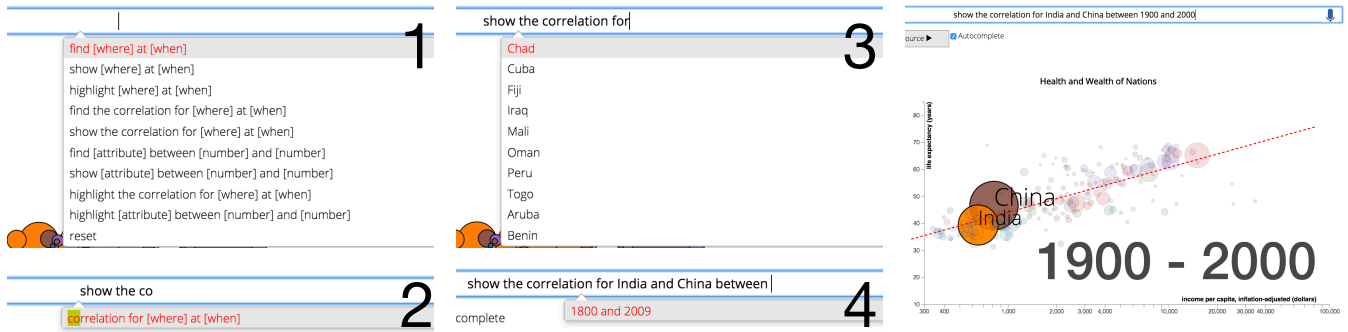 1
find [where] at [when]
show [where] at [when]
highlight [where] at [when]
find the correlation for [where] at [when]
show the correlation for [where] at [when]
find [attribute] between [number] and [number]
show [attribute] between [number] and [number]
highlight the correlation for [where] at [when]
highlight [attribute] between [number] and [number]
reset
show the co
2
correlation for [where] at [when]
show the correlation for
3
Chad
Cuba
Fiji
Iraq
Mali
Oman
Peru
Togo
Aruba
Benin
show the correlation for India and China between
4
complete
1800 and 2009
show the correlation for India and China between 1900 and 2000
ource ▶
Autocomplete
Health and Wealth of Nations
life expectancy (years)
80
70
60
50
40
30
20
10
China
India
1900 - 2000
income per capita, inflation-adjusted (dollars)
300 400 1,000 2,000 3,000 4,000 10,000 20,000 30,000 40,000 100,000